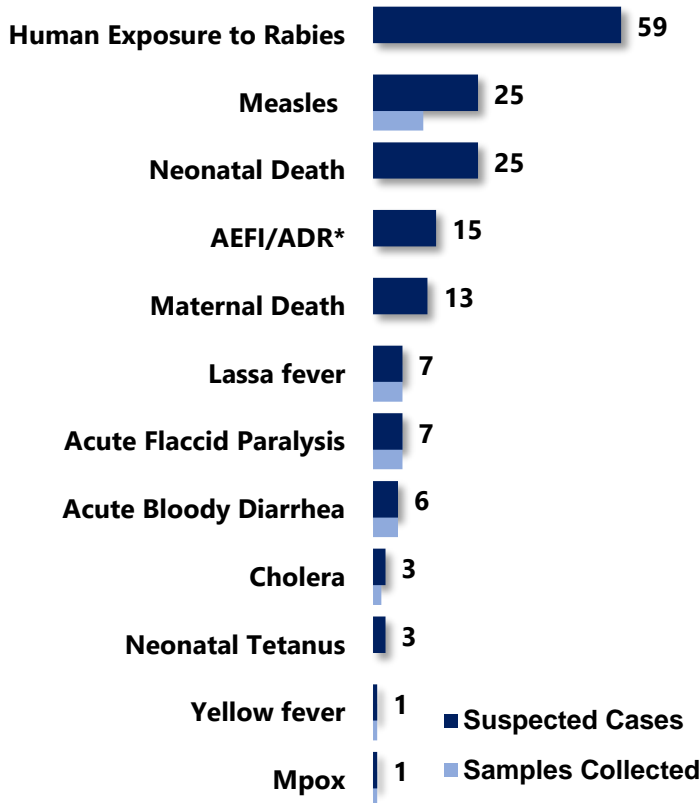 Human Exposure to Rabies 59
Measles 25
Neonatal Death 25
AEFI/ADR* 15
Maternal Death 13
Lassa fever 7
Acute Flaccid Paralysis 7
Acute Bloody Diarrhea 6
Cholera 3
Neonatal Tetanus 3
Yellow fever 1
Suspected Cases
Mpox 1
Samples Collected